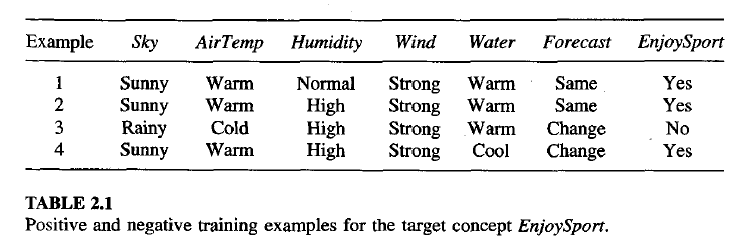 Example Sky AirTemp Humidity Wind Water Forecast EnjoySport
1 Sunny Warm Normal Strong Warm Same Yes
2 Sunny Warm High Strong Warm Same Yes
3 Rainy Cold High Strong Warm Change No
4 Sunny Warm High Strong Cool Change Yes
TABLE 2.1
Positive and negative training examples for the target concept EnjoySport.